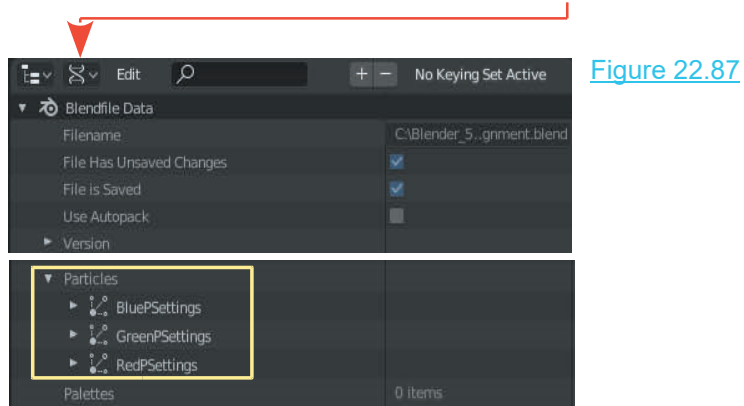 Edit
No Keying Set Active
Figure 22.87
Blendfile Data
Filename C:\Blender_5..gnment.blend
File Has Unsaved Changes
File is Saved
Use Autopack
Version
Particles
BluePSettings
GreenPSettings
RedPSettings
Palettes 0 items